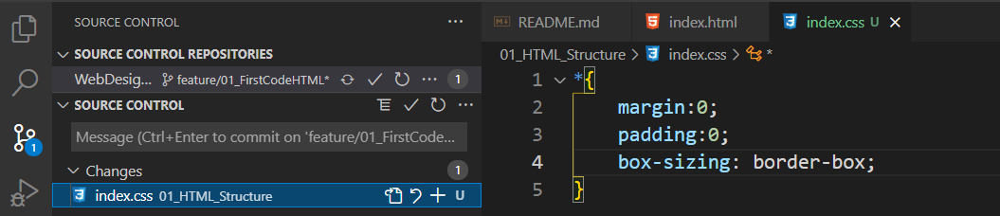 SOURCE CONTROL
SOURCE CONTROL REPOSITORIES
WebDesig... feature/01_FirstCodeHTML* 1
SOURCE CONTROL
Message (Ctrl+Enter to commit on 'feature/01_FirstCode...
Changes 1
index.css 01_HTML_Structure U
1
README.md index.html index.css U
01_HTML_Structure > index.css > *
1 *{
2 margin:0;
3 padding:0;
4 box-sizing: border-box;
5 }